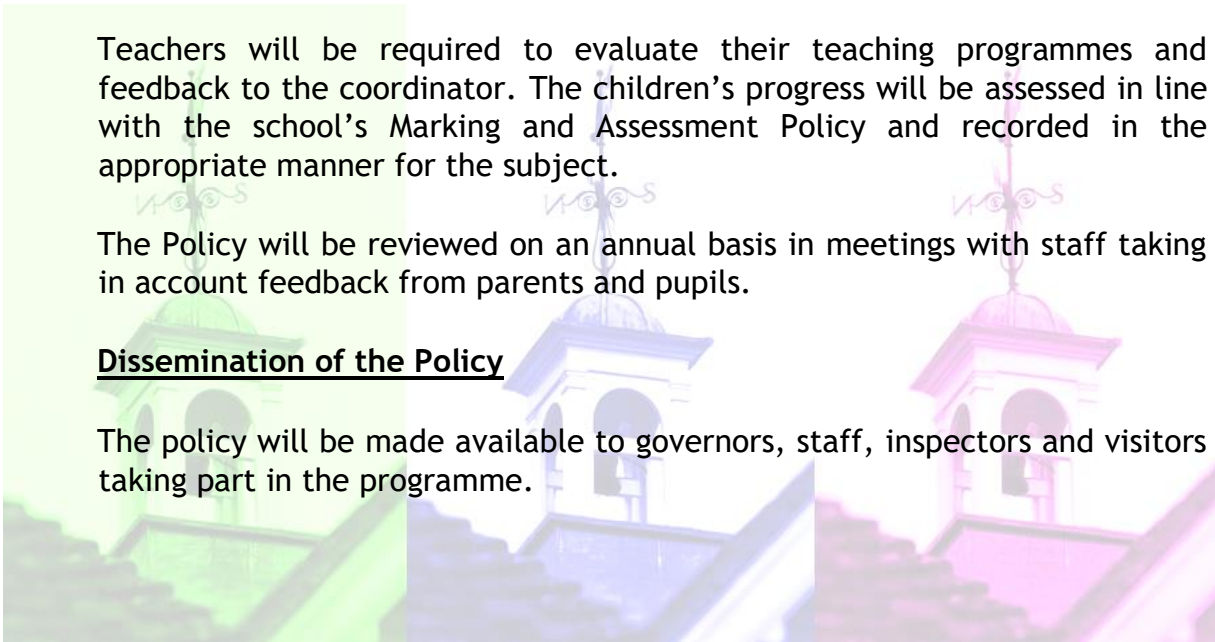 Teachers will be required to evaluate their teaching programmes and
feedback to the coordinator. The children’s progress will be assessed in line
with the school’s Marking and Assessment Policy and recorded in the
appropriate manner for the subject.
The Policy will be reviewed on an annual basis in meetings with staff taking
in account feedback from parents and pupils.
Dissemination of the Policy
The policy will be made available to governors, staff, inspectors and visitors
taking part in the programme.